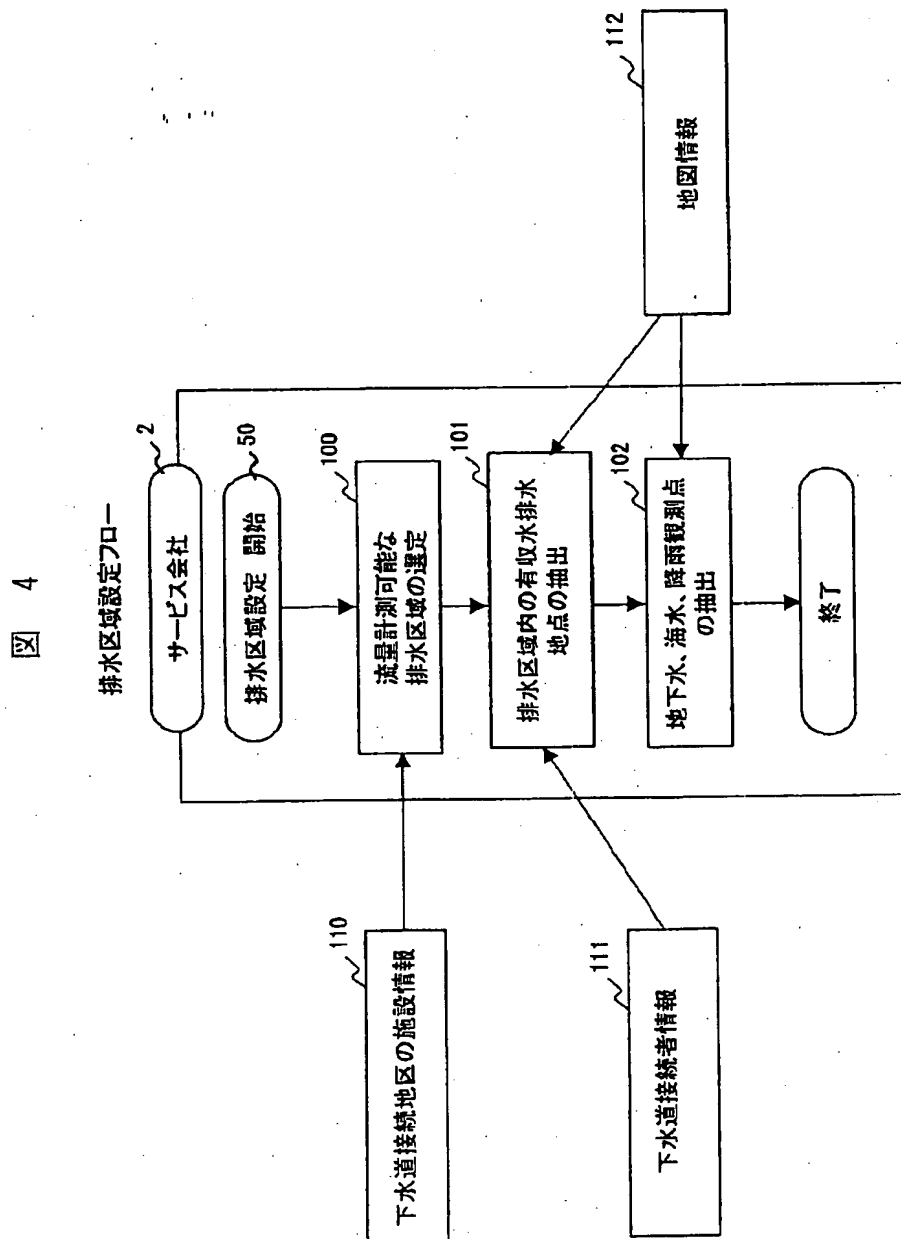 図 4
排水区域設定フロー
サービス会社
2
排水区域設定 開始
50
下水道接続地区の施設情報
110
流量計測可能な
排水区域の選定
100
下水道接続者情報
111
排水区域内の有収水排水
地点の抽出
101
地図情報
112
地下水、海水、降雨観測点
の抽出
102
終了